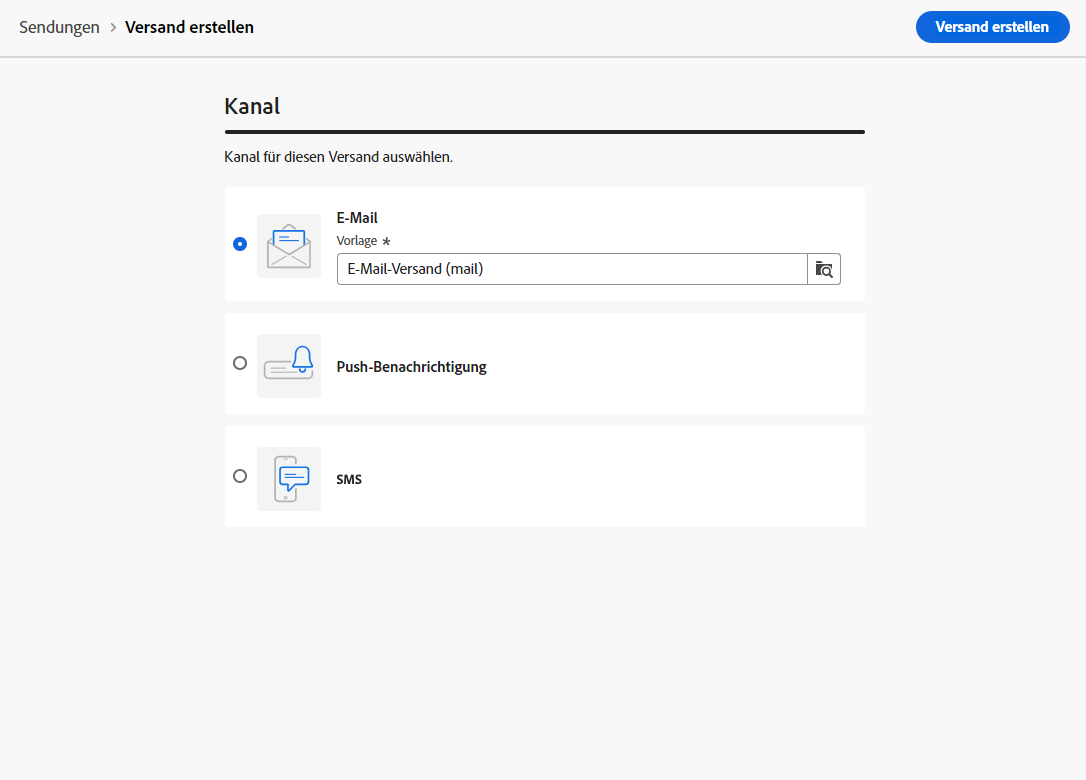 Sendungen > Versand erstellen
Versand erstellen
Kanal
Kanal für diesen Versand auswählen.
E-Mail
Vorlage *
E-Mail-Versand (mail)
Push-Benachrichtigung
SMS